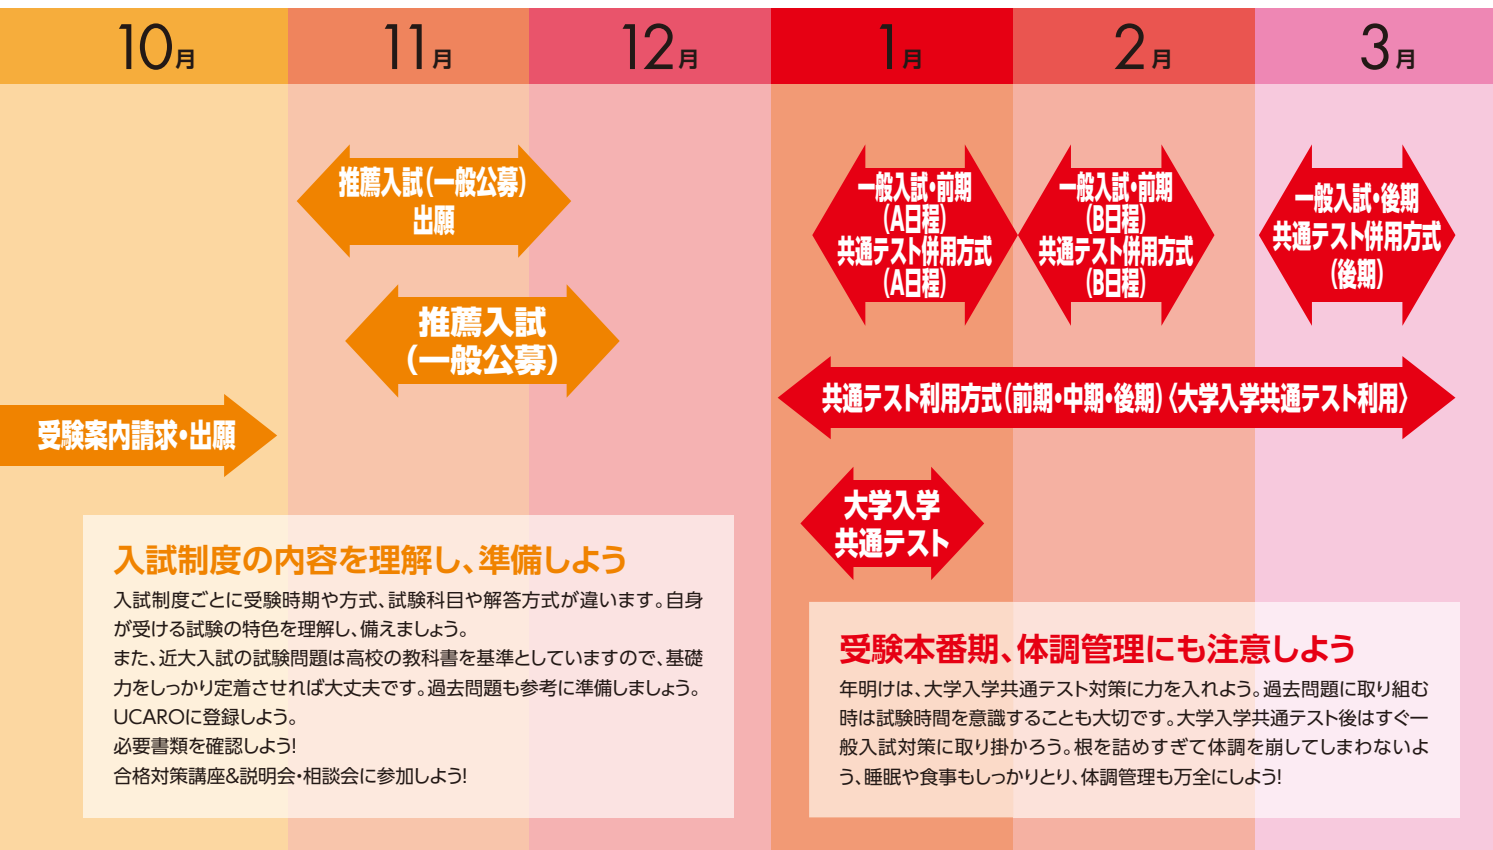 10月
11月
12月
1月
2月
3月
推薦入試(一般公募)
出願
推薦入試
(一般公募)
受験案内請求・出願
一般入試・前期
(A日程)
共通テスト併用方式
(A日程)
一般入試・前期
(B日程)
共通テスト併用方式
(B日程)
一般入試・後期
共通テスト併用方式
(後期)
共通テスト利用方式(前期・中期・後期)〈大学入学共通テスト利用〉
大学入学
共通テスト
入試制度の内容を理解し、準備しよう
入試制度ごとに受験時期や方式、試験科目や解答方式が違います。自身
が受ける試験の特色を理解し、備えましょう。
また、近大入試の試験問題は高校の教科書を基準としていますので、基礎
力をしっかり定着させれば大丈夫です。過去問題も参考に準備しましょう。
UCAROに登録しよう。
必要書類を確認しよう!
合格対策講座&説明会・相談会に参加しよう!
受験本番期、体調管理にも注意しよう
年明けは、大学入学共通テスト対策に力を入れよう。過去問題に取り組む
時は試験時間を意識することも大切です。大学入学共通テスト後はすぐ一
般入試対策に取り掛かろう。根を詰めすぎて体調を崩してしまわないよ
う、睡眠や食事もしっかりとり、体調管理も万全にしよう!